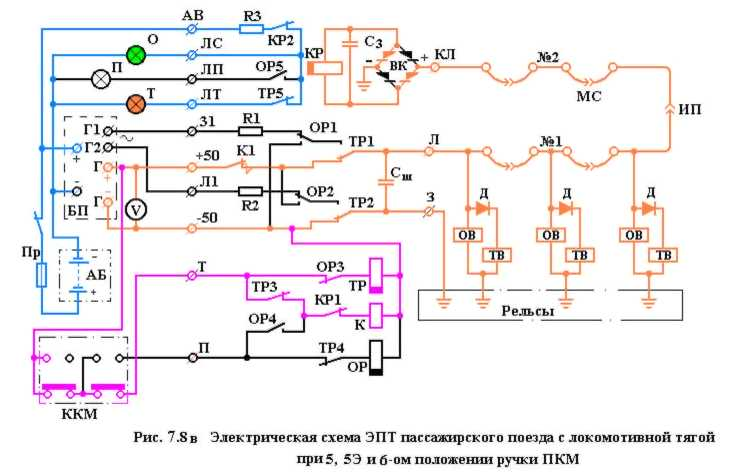 АВ R3 КР2
О ЛС
КР С3 ВК - + КЛ №2
П ЛП ОР5
МС ИП
Т ЛТ ТР5
Г1 З1 R1 ОР1
Г2 ~ ТР1 Л №1
+ Г +50 К1
+ Сш
- Л1 ОР2
R2 ТР2 З Д Д Д
БП Г - V -50
ОВ ОВ ОВ
ТВ ТВ ТВ
Пр - АБ +
Т ОР3 ТР
ТР3 КР1 К
Рельсы
ОР4
П ТР4 ОР
ККМ
Рис. 7.8в Электрическая схема ЭПТ пассажирского поезда с локомотивной тягой
при 5, 5Э и 6-ом положении ручки ПКМ